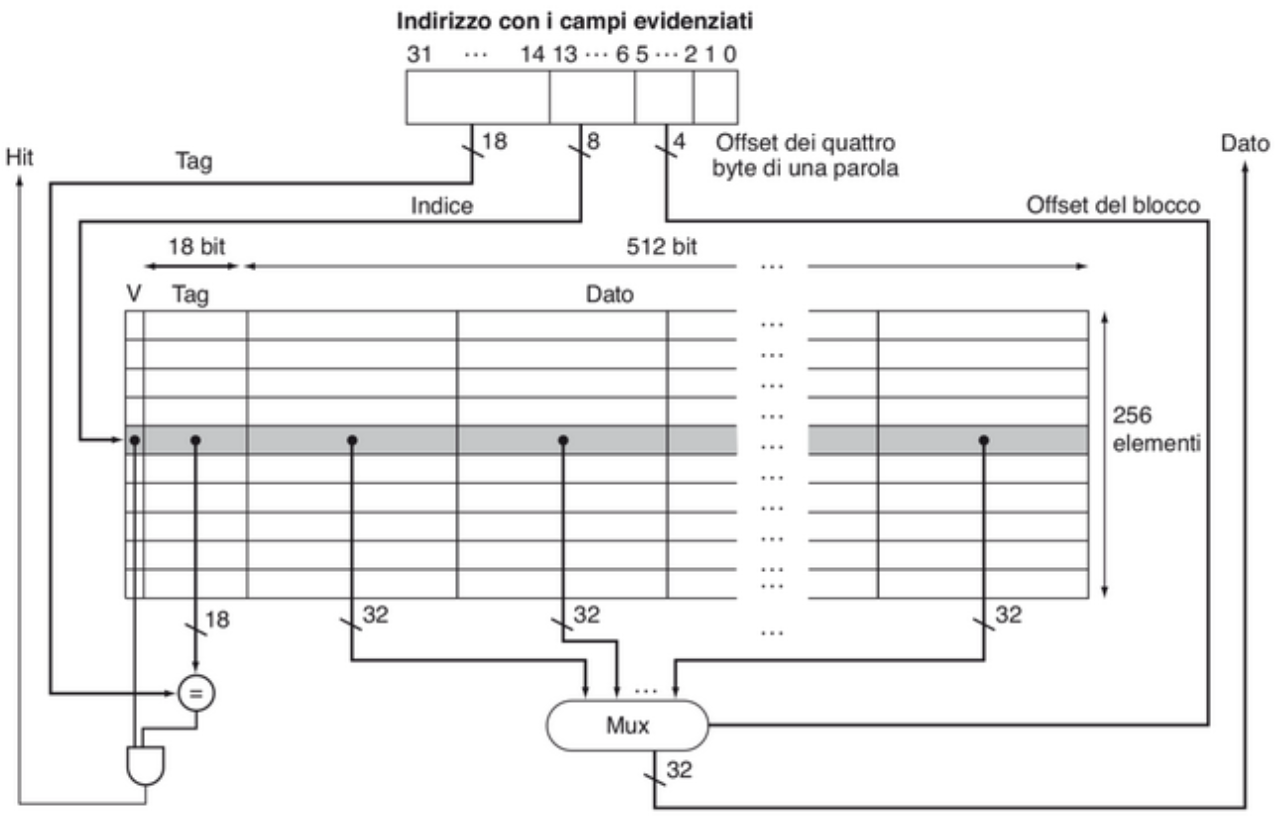 Indirizzo con i campi evidenziati
31 ... 14 13 ... 6 5 ... 2 1 0
18
8
4
Offset dei quattro
byte di una parola
Hit
Tag
Dato
Indice
Offset del blocco
18 bit
512 bit
...
V
Tag
Dato
...
...
...
...
...
...
...
...
...
...
256
elementi
18
32
32
...
32
=
...
Mux
32